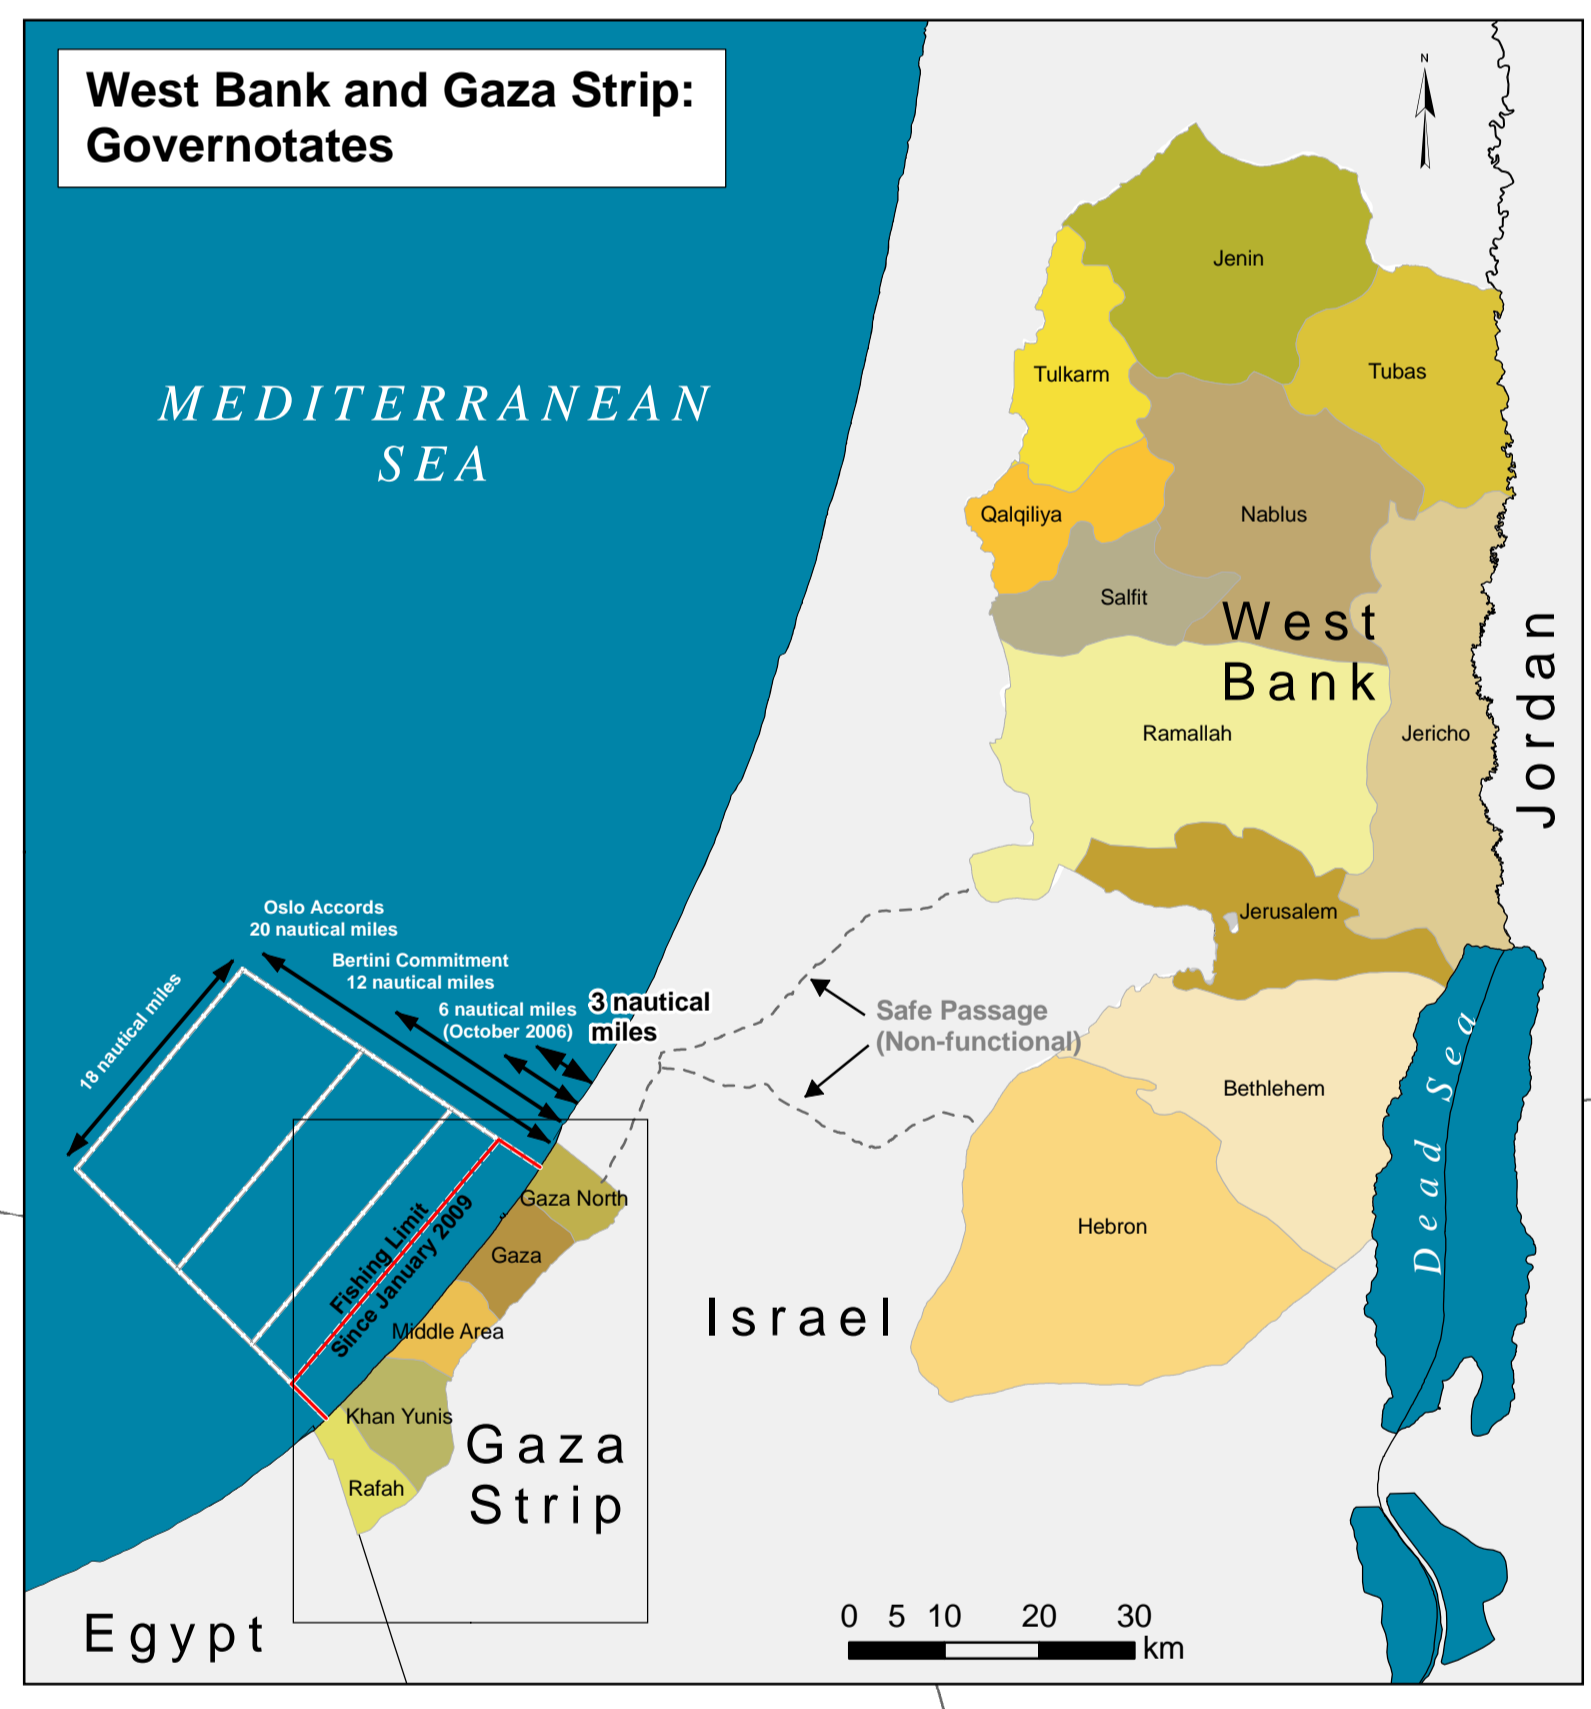 West Bank and Gaza Strip:
Governotates
N
MEDITERRANEAN
SEA
Jenin
Tulkarm
Tubas
Qalqiliya
Nablus
Salfit
West
Bank
Ramallah
Jericho
Jordan
Jerusalem
Oslo Accords
20 nautical miles
Bertini Commitment
12 nautical miles
6 nautical miles
(October 2006)
3 nautical
miles
18 nautical miles
Safe Passage
(Non-functional)
Bethlehem
Dead Sea
Hebron
Fishing Limit
Since January 2009
Gaza North
Gaza
Middle Area
Khan Yunis
Rafah
Israel
Gaza
Strip
Egypt
0 5 10 20 30
km